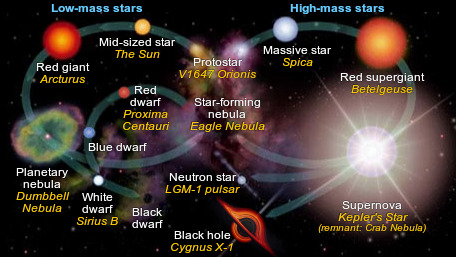 Low-mass stars
High-mass stars
Mid-sized star
The Sun
Protostar
V1647 Orionis
Massive star
Spica
Red giant
Arcturus
Red supergiant
Betelgeuse
Red
dwarf
Proxima
Centauri
Star-forming
nebula
Eagle Nebula
Blue dwarf
Planetary
nebula
Dumbbell
Nebula
White
dwarf
Sirius B
Black
dwarf
Neutron star
LGM-1 pulsar
Black hole
Cygnus X-1
Supernova
Kepler's Star
(remnant: Crab Nebula)